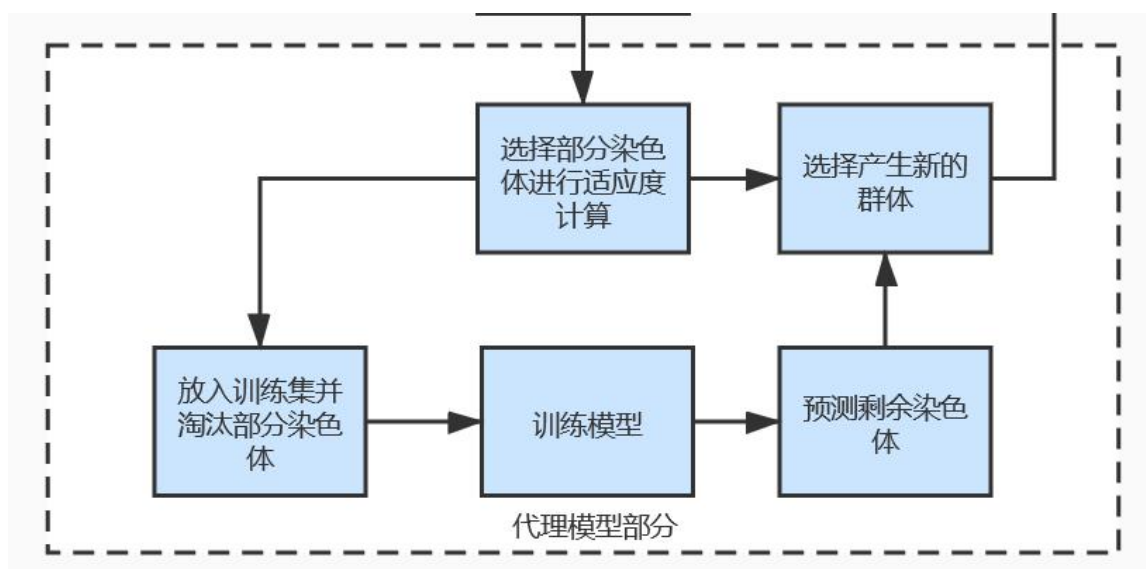 选择部分染色
体进行适应度
计算
选择产生新的
群体
放入训练集并
淘汰部分染色
体
训练模型
预测剩余染色
体
代理模型部分